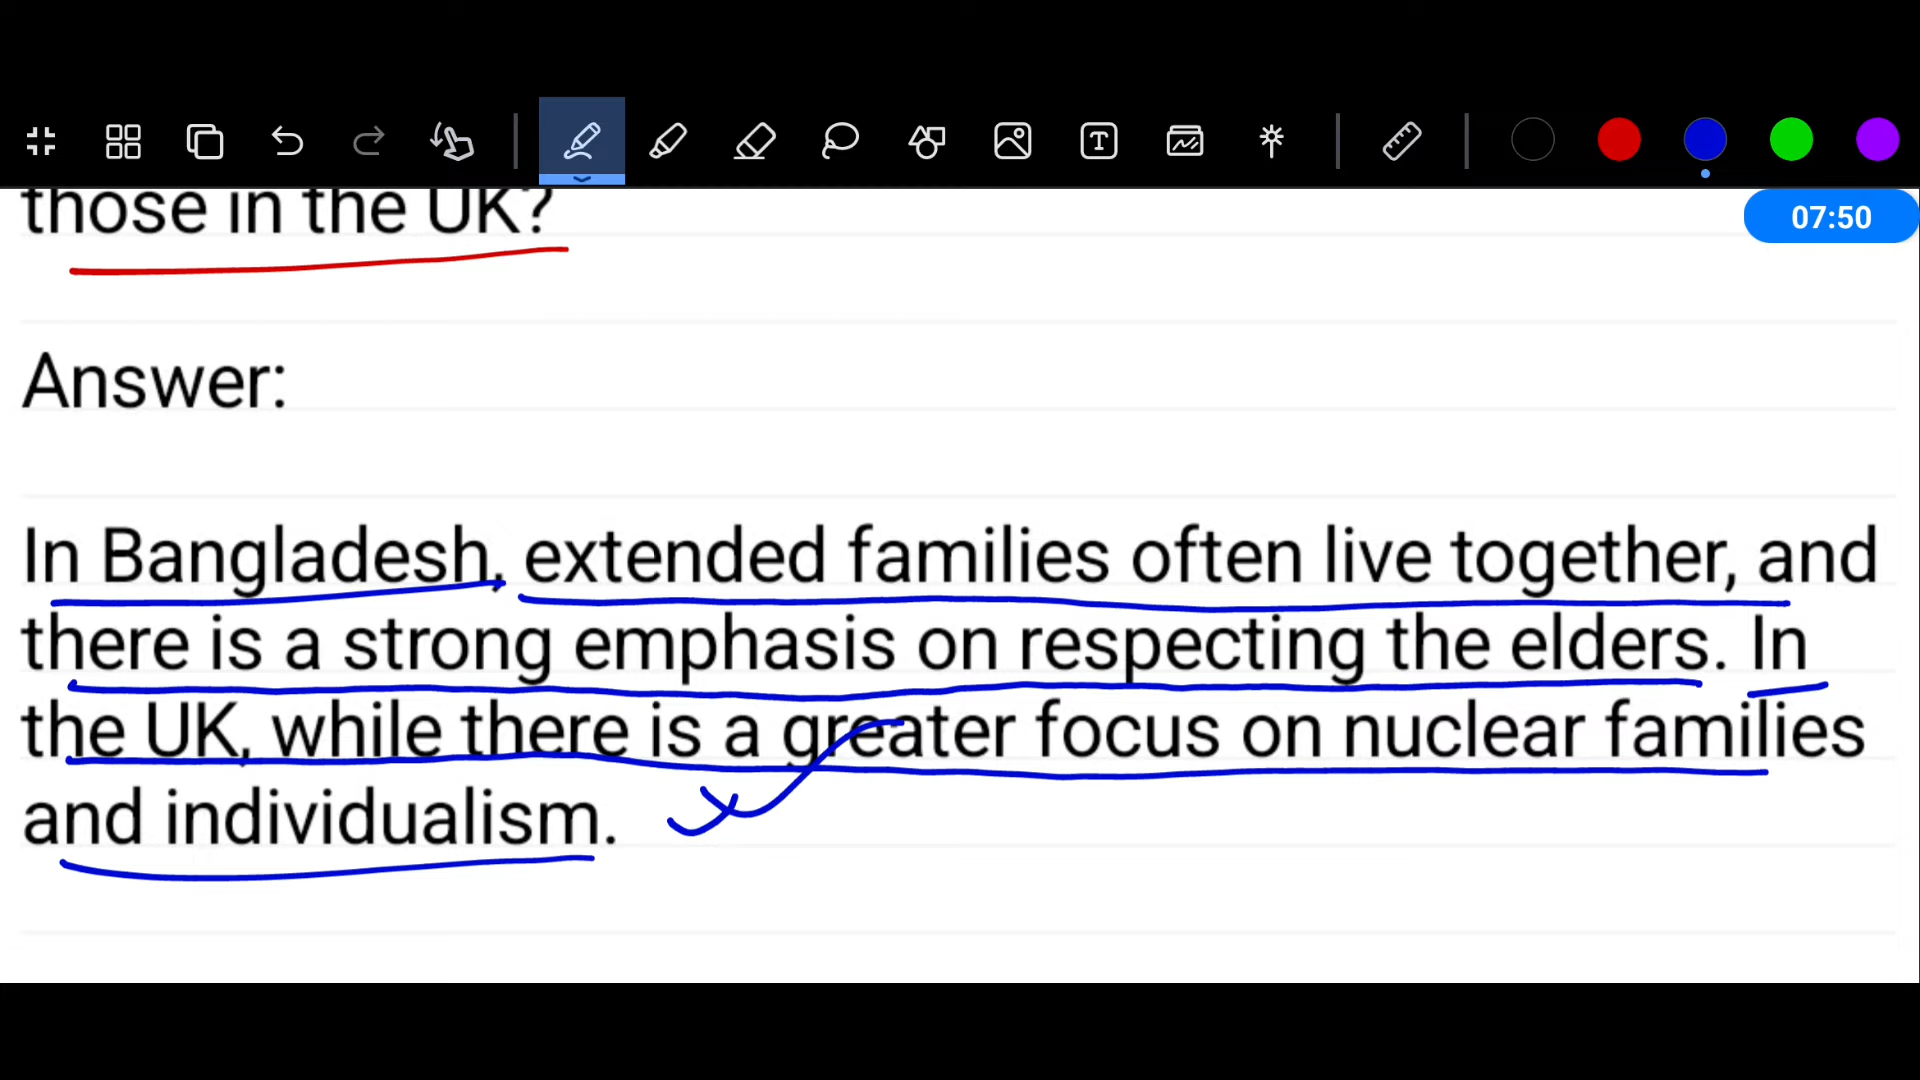 those in the UK?
07:50
Answer:
In Bangladesh, extended families often live together, and
there is a strong emphasis on respecting the elders. In
the UK, while there is a greater focus on nuclear families
and individualism.